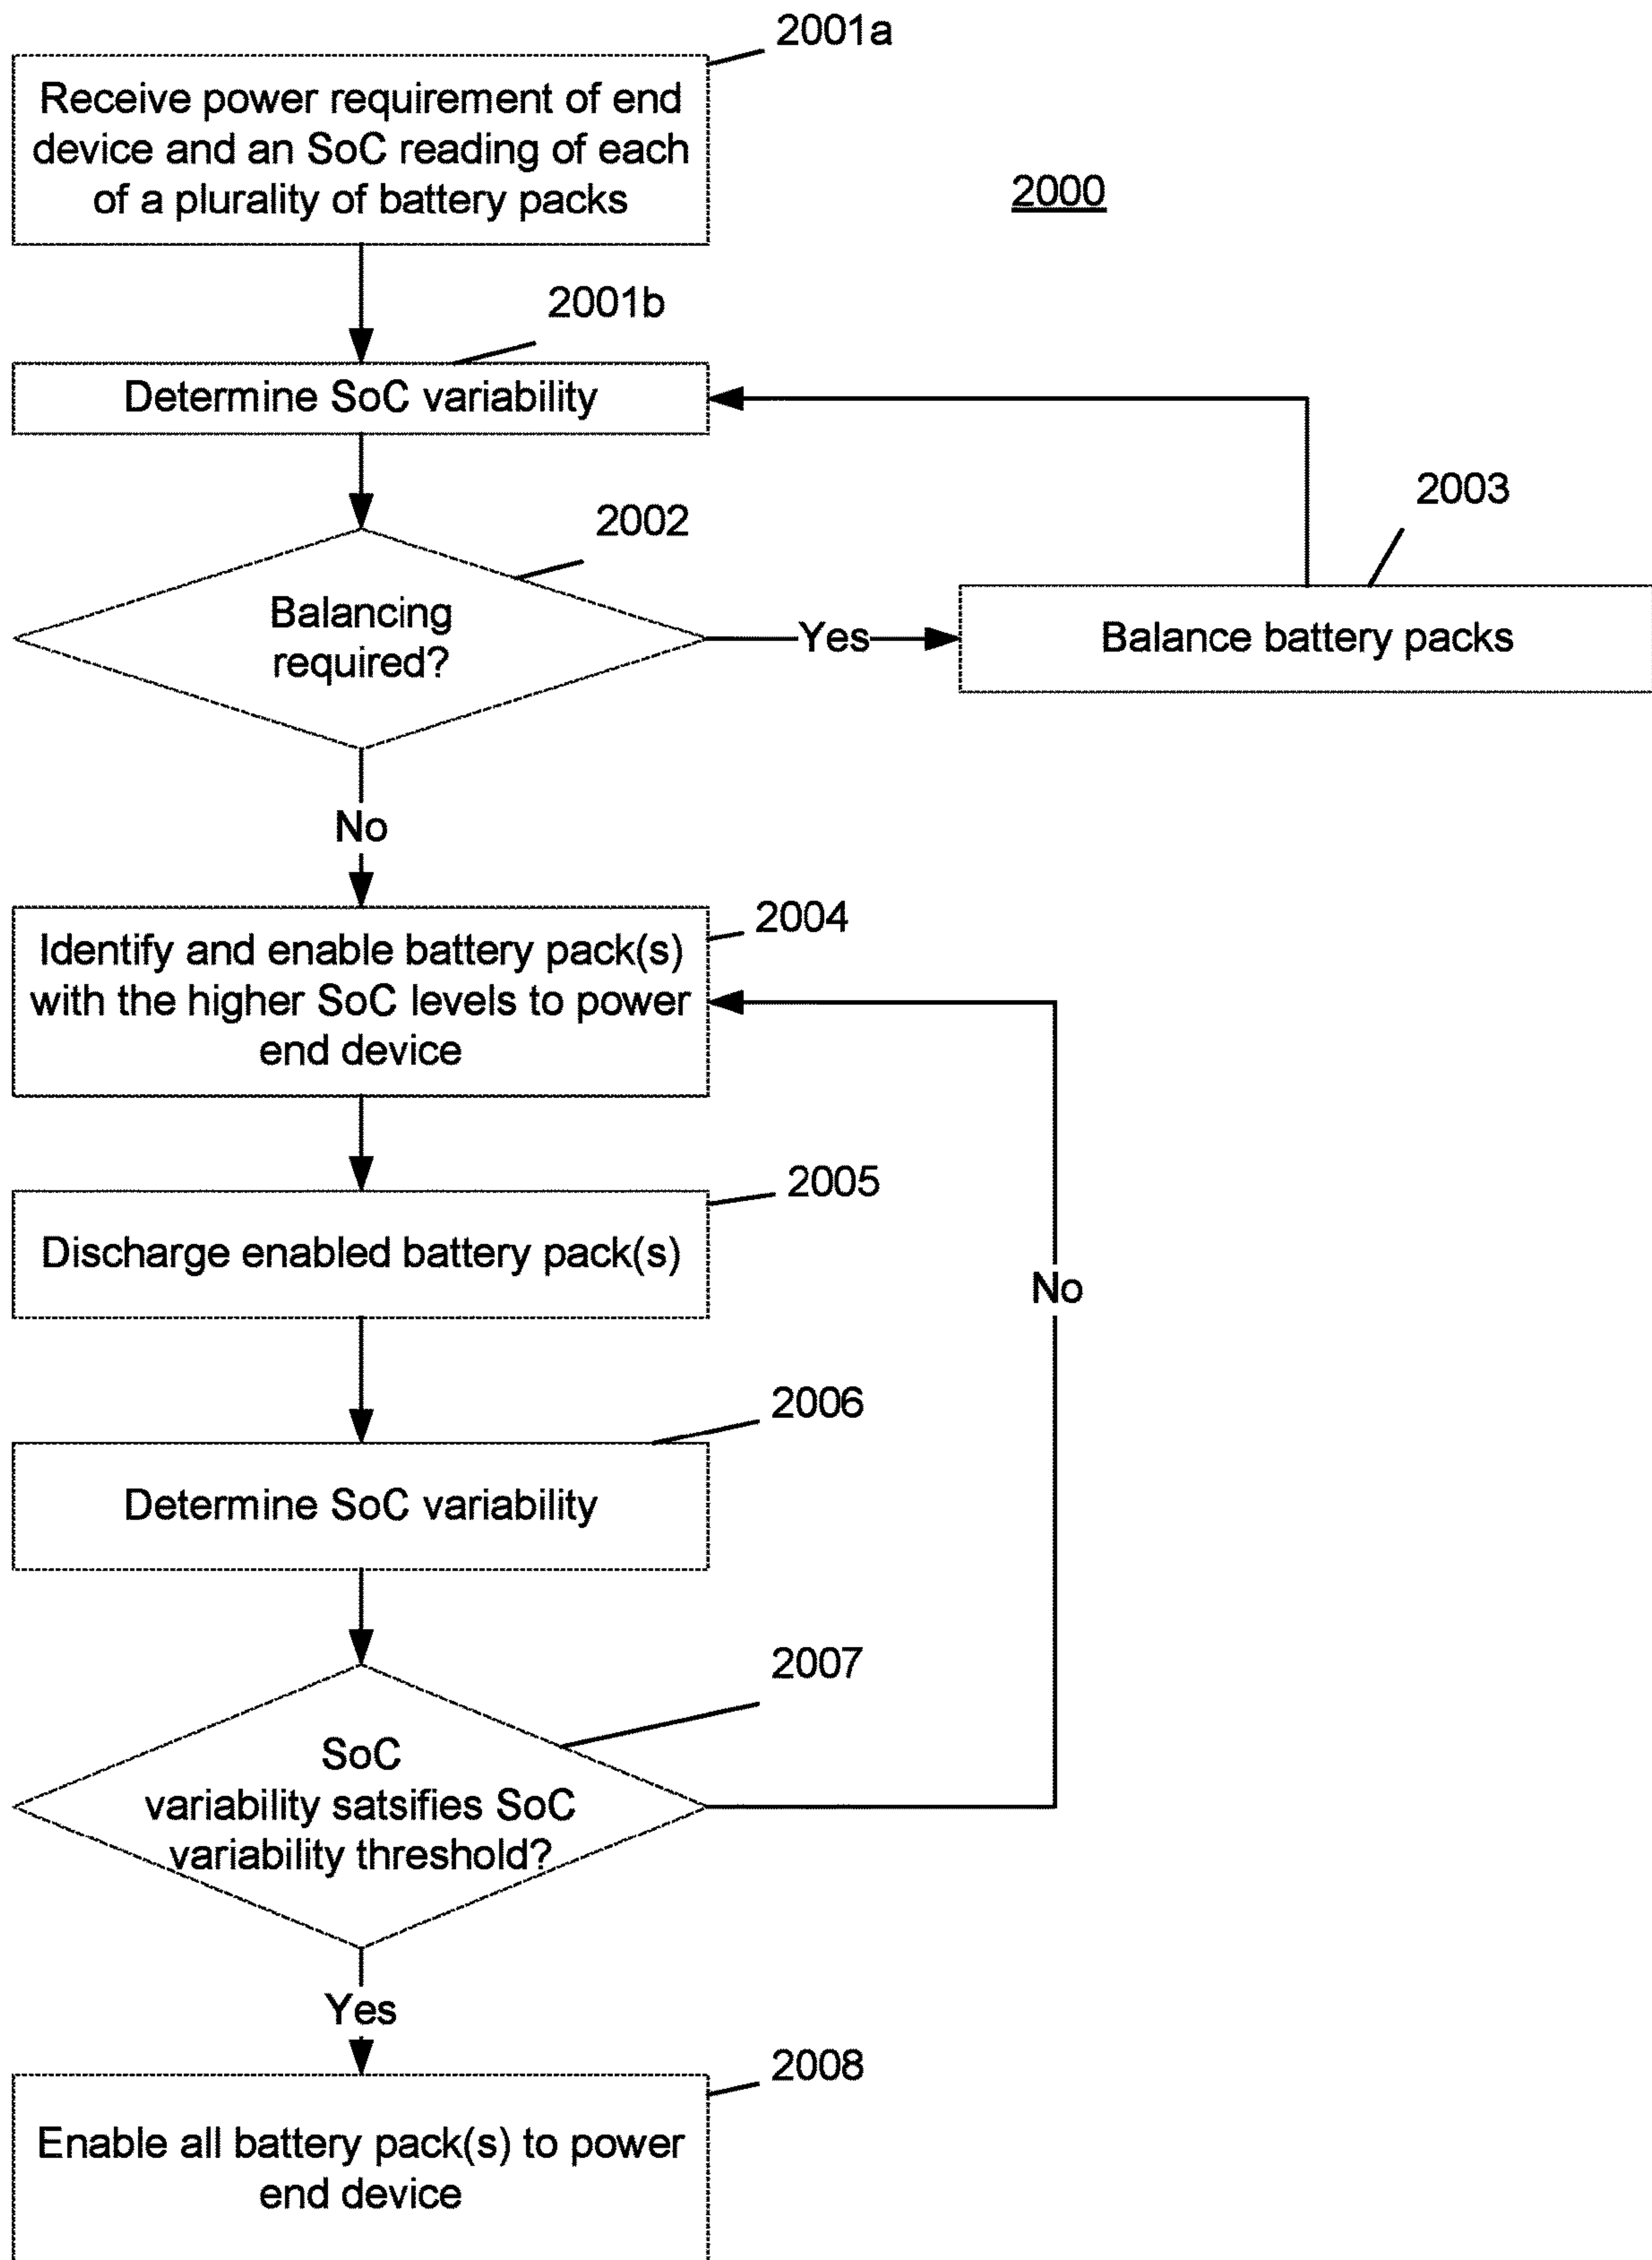 2001a
Receive power requirement of end
device and an SoC reading of each
of a plurality of battery packs
2000
2001b
Determine SoC variability
2002
2003
Balancing
required?
Yes
Balance battery packs
No
2004
Identify and enable battery pack(s)
with the higher SoC levels to power
end device
2005
Discharge enabled battery pack(s)
No
2006
Determine SoC variability
2007
SoC
variability satsifies SoC
variability threshold?
Yes
2008
Enable all battery pack(s) to power
end device